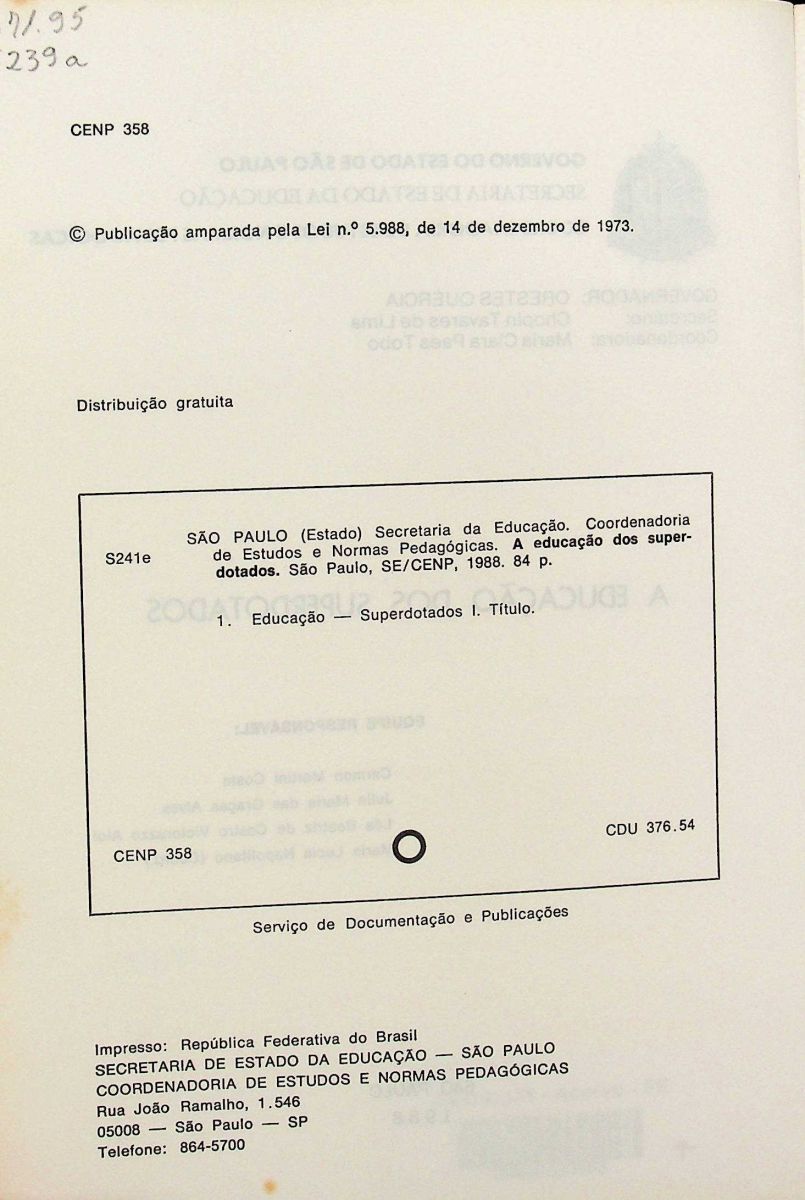 71.95
239a
CENP 358
© Publicação amparada pela Lei n.º 5.988, de 14 de dezembro de 1973.
Distribuição gratuita
S241e
SÃO PAULO (Estado) Secretaria da Educação. Coordenadoria
de Estudos e Normas Pedagógicas. A educação dos super-
dotados. São Paulo, SE/CENP, 1988. 84 p.
1. Educação — Superdotados I. Título.
CENP 358
CDU 376.54
Serviço de Documentação e Publicações
Impresso: República Federativa do Brasil
SECRETARIA DE ESTADO DA EDUCAÇÃO — SÃO PAULO
COORDENADORIA DE ESTUDOS E NORMAS PEDAGÓGICAS
Rua João Ramalho, 1.546
05008 — São Paulo — SP
Telefone: 864-5700